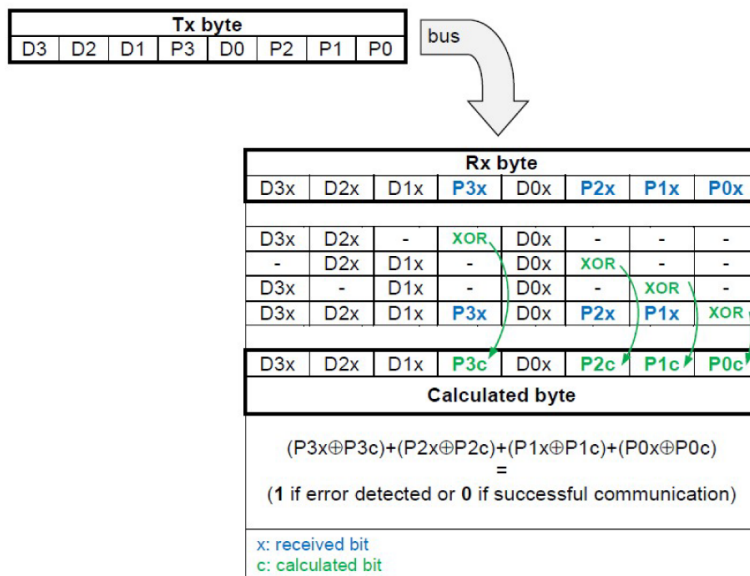 Tx byte
D3 D2 D1 P3 D0 P2 P1 P0
bus
Rx byte
D3x D2x D1x P3x D0x P2x P1x P0x
D3x D2x - XOR D0x - - -
- D2x D1x - D0x XOR - -
D3x - D1x - D0x - XOR -
D3x D2x D1x P3x D0x P2x P1x XOR
D3x D2x D1x P3c D0x P2c P1c P0c
Calculated byte
(P3x⊕P3c)+(P2x⊕P2c)+(P1x⊕P1c)+(P0x⊕P0c)
=
(1 if error detected or 0 if successful communication)
x: received bit
c: calculated bit